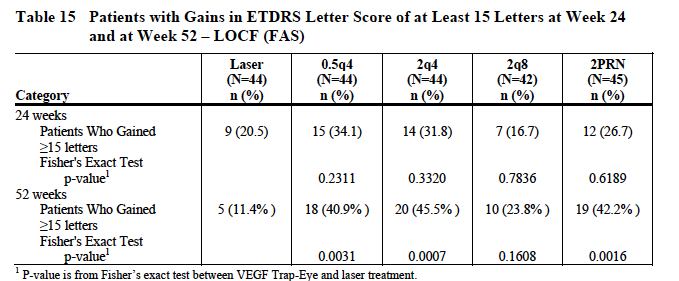 Table 15 Patients with Gains in ETDRS Letter Score of at Least 15 Letters at Week 24
and at Week 52 – LOCF (FAS)
Laser 0.5q4 2q4 2q8 2PRN
(N=44) (N=44) (N=44) (N=42) (N=45)
Category n (%) n (%) n (%) n (%) n (%)
24 weeks
Patients Who Gained 9 (20.5) 15 (34.1) 14 (31.8) 7 (16.7) 12 (26.7)
≥15 letters
Fisher's Exact Test
p-value¹ 0.2311 0.3320 0.7836 0.6189
52 weeks
Patients Who Gained 5 (11.4% ) 18 (40.9% ) 20 (45.5% ) 10 (23.8% ) 19 (42.2% )
≥15 letters
Fisher's Exact Test
p-value¹ 0.0031 0.0007 0.1608 0.0016
¹ P-value is from Fisher's exact test between VEGF Trap-Eye and laser treatment.